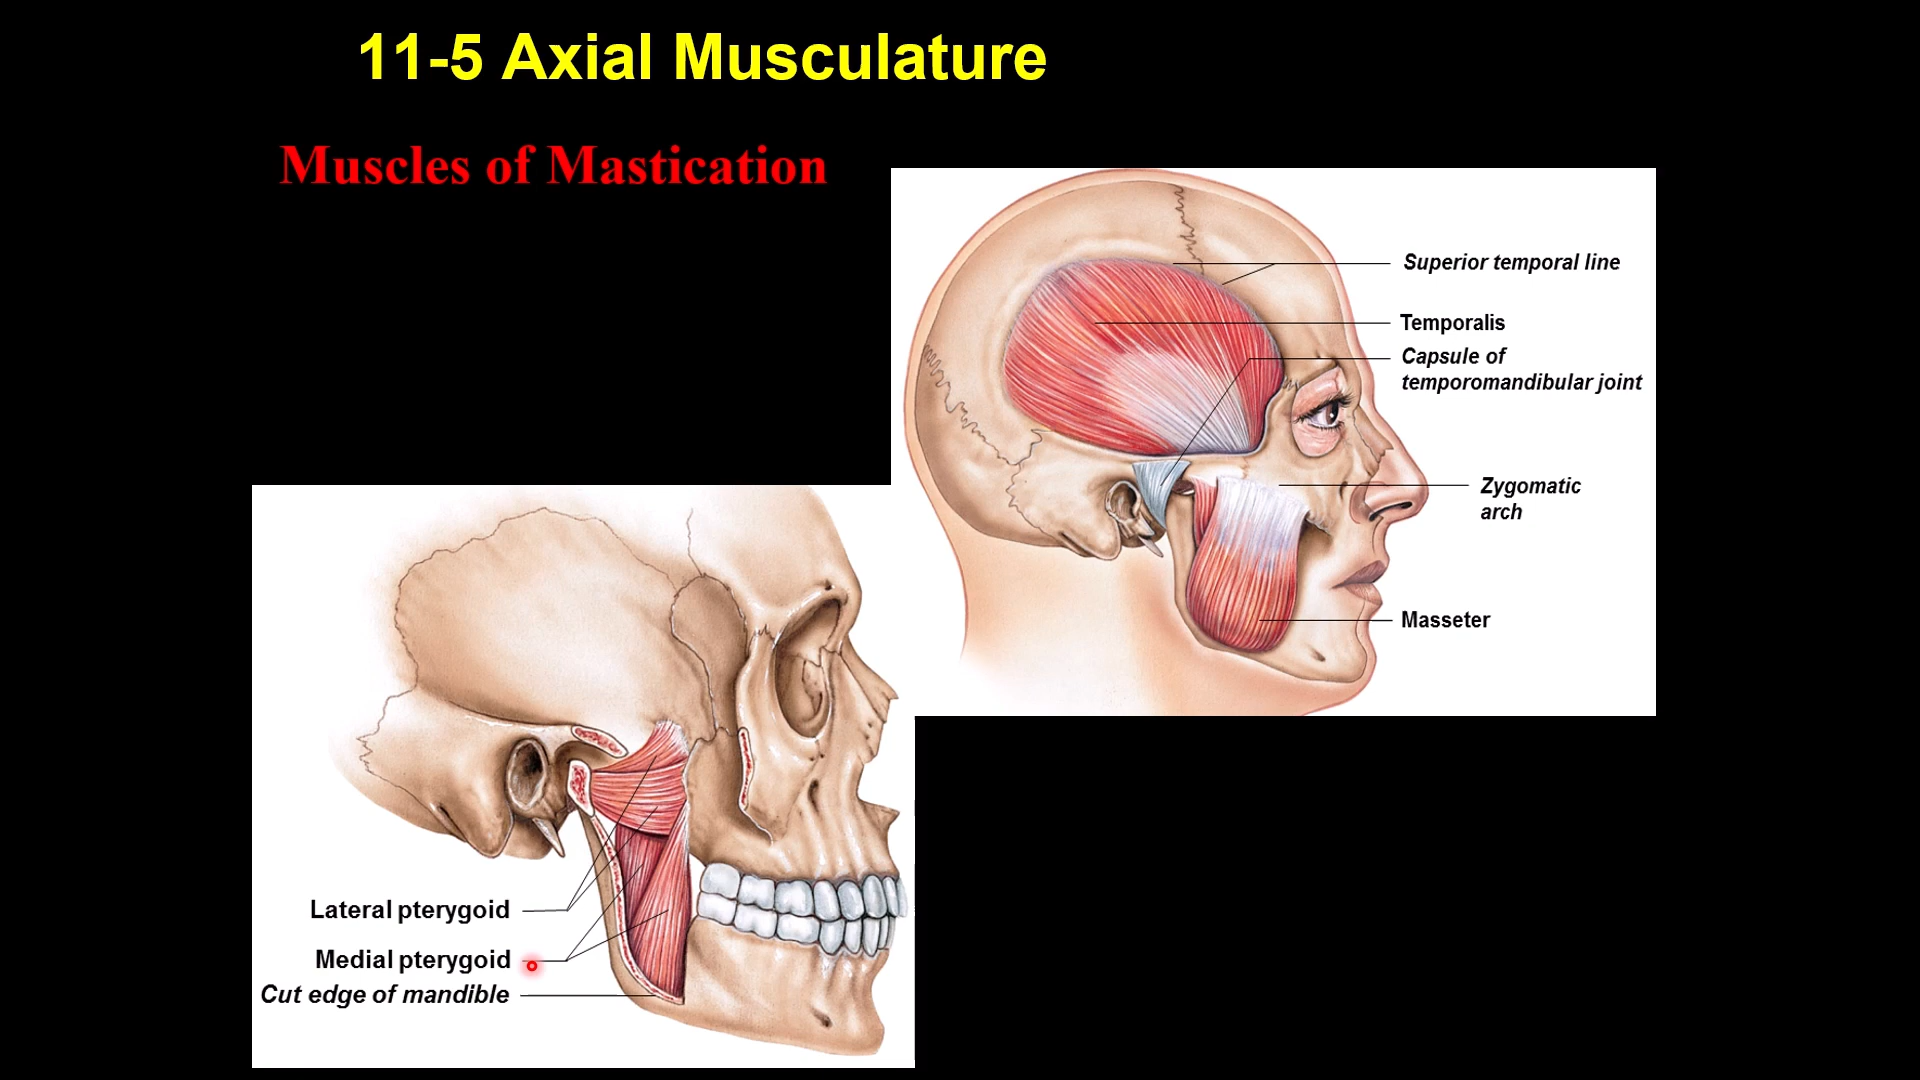 11-5 Axial Musculature
Muscles of Mastication
Superior temporal line
Temporalis
Capsule of
temporomandibular joint
Zygomatic
arch
Masseter
Lateral pterygoid
Medial pterygoid
Cut edge of mandible